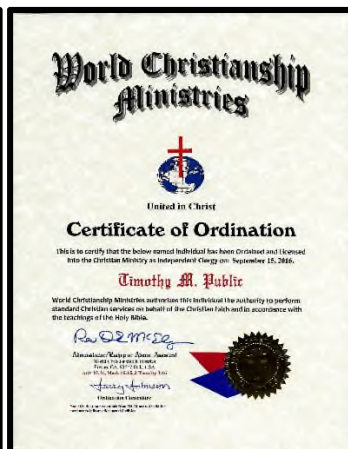 World Christianship
Ministries
United in Christ
Certificate of Ordination
This is to certify that the below named individual has been Ordained and Licensed
into the Christian Ministry as Independent Clergy on: September 15, 2016.
Timothy M. Public
World Christianship Ministries authorizes this individual the authority to perform
standard Christian services on behalf of the Christian Faith and in accordance with
the teachings of the Holy Bible.